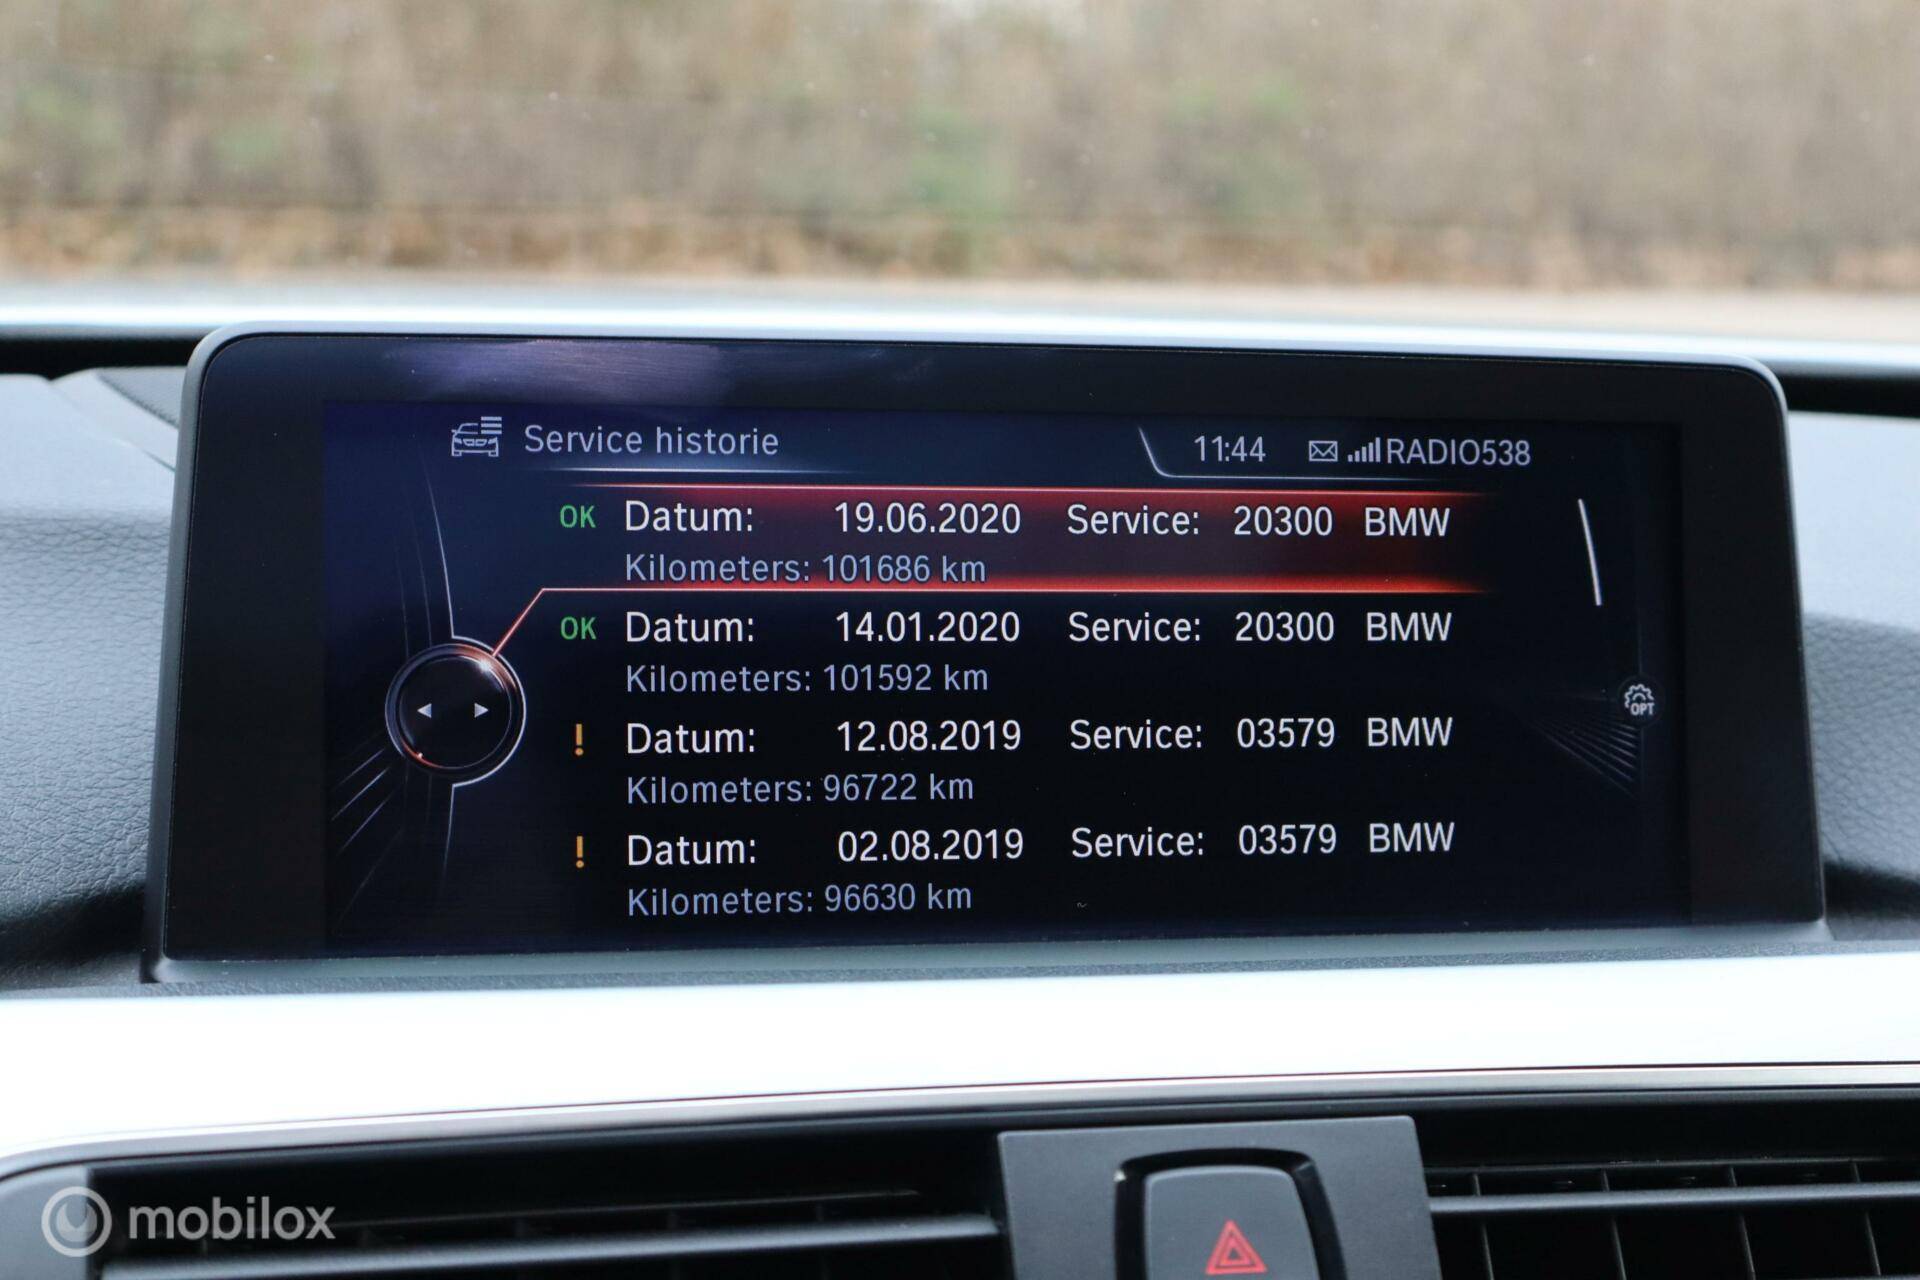 Service historie 11:44 RADIO538
OK Datum: 19.06.2020 Service: 20300 BMW
Kilometers: 101686 km
OK Datum: 14.01.2020 Service: 20300 BMW
Kilometers: 101592 km
! Datum: 12.08.2019 Service: 03579 BMW
Kilometers: 96722 km
! Datum: 02.08.2019 Service: 03579 BMW
Kilometers: 96630 km
OPT
mobilox